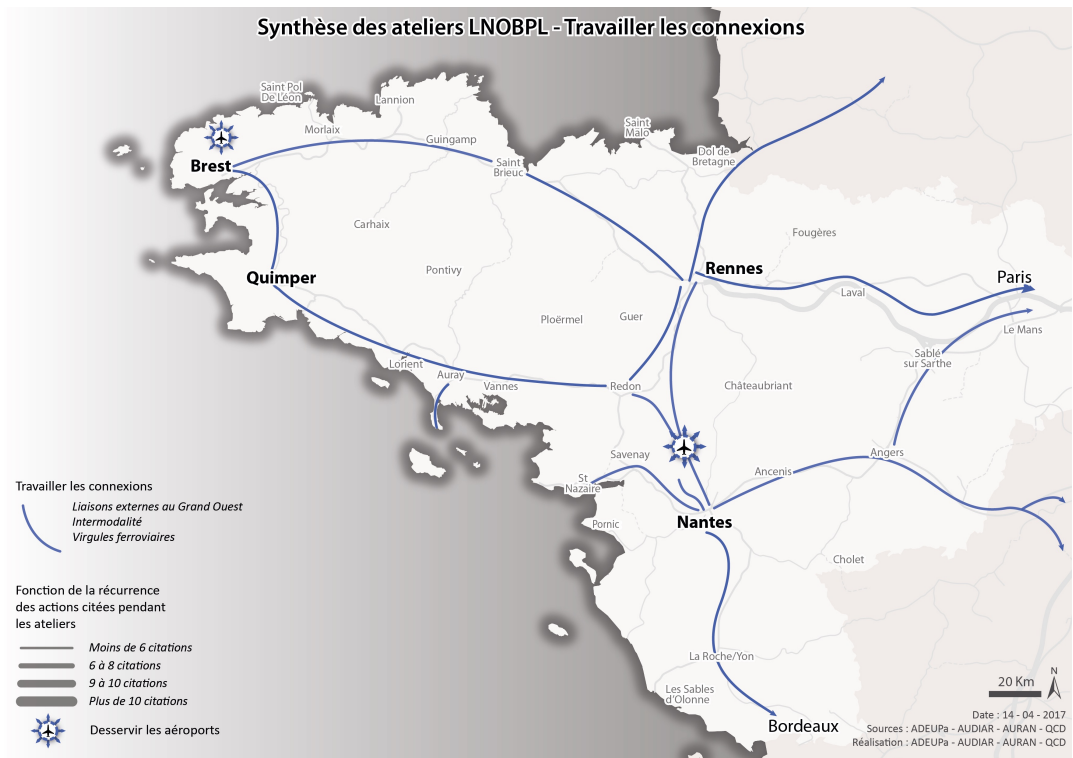 Synthèse des ateliers LNOBPL - Travailler les connexions
Saint Pol
De Léon
Lannion
Morlaix
Guingamp
Saint
Malo
Brest
Saint
Brieuc
Dol de
Bretagne
Carhaix
Fougères
Quimper
Pontivy
Rennes
Paris
Laval
Ploërmel
Guer
Le Mans
Sablé
sur Sarthe
Lorient
Auray
Vannes
Redon
Châteaubriant
Savenay
Ancenis
Angers
St
Nazaire
Nantes
Pornic
Cholet
La Roche/Yon
Les Sables
d'Olonne
Bordeaux
Travailler les connexions
Liaisons externes au Grand Ouest
Intermodalité
Virgules ferroviaires
Fonction de la récurrence
des actions citées pendant
les ateliers
Moins de 6 citations
6 à 8 citations
9 à 10 citations
Plus de 10 citations
Desservir les aéroports
20 Km
N
Date : 14 - 04 - 2017
Sources : ADEUPa - AUDIAR - AURAN - QCD
Réalisation : ADEUPa - AUDIAR - AURAN - QCD